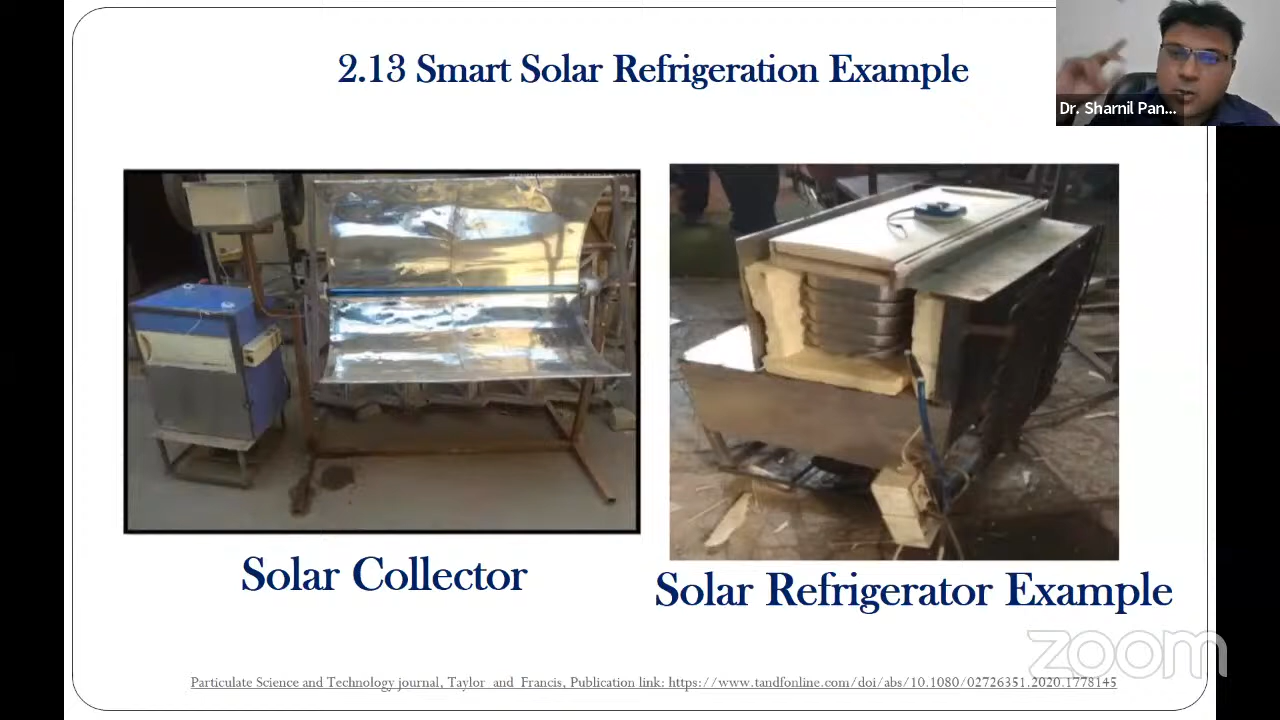 2.13 Smart Solar Refrigeration Example
Dr. Sharnil Pan...
Solar Collector
Solar Refrigerator Example
zoom
Particulate Science and Technology journal, Taylor and Francis, Publication link: https://www.tandfonline.com/doi/abs/10.1080/02726351.2020.1778145